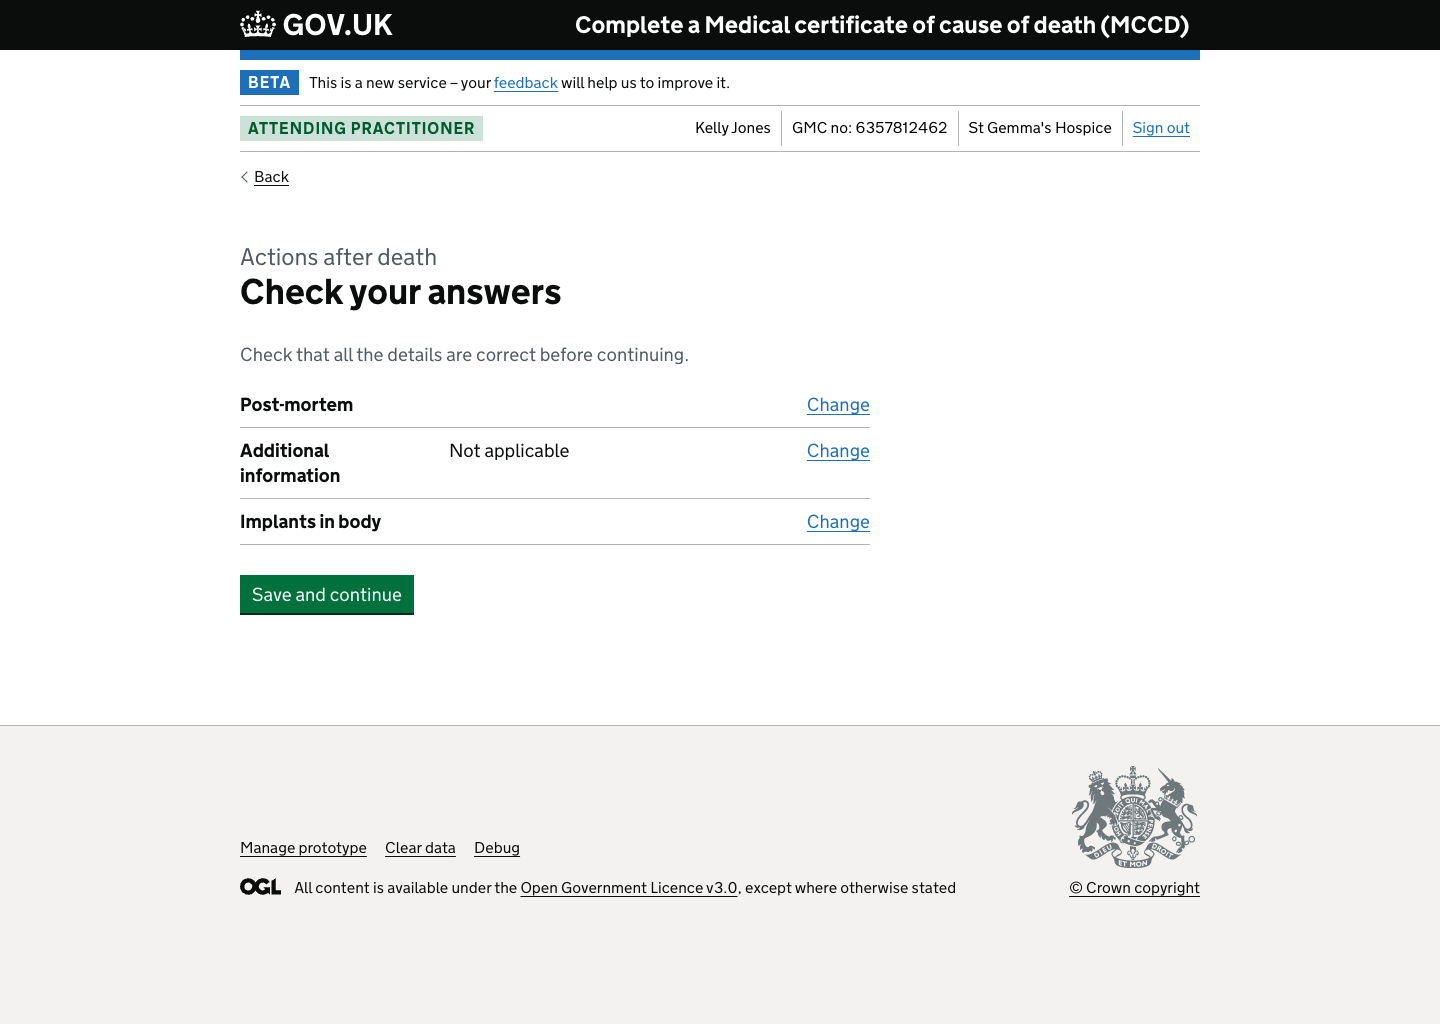 GOV.UK
Complete a Medical certificate of cause of death (MCCD)
BETA This is a new service – your feedback will help us to improve it.
ATTENDING PRACTITIONER
Kelly Jones GMC no: 6357812462 St Gemma's Hospice Sign out
Back
Actions after death
Check your answers
Check that all the details are correct before continuing.
Post-mortem Change
Additional information Not applicable Change
Implants in body Change
Save and continue
Manage prototype Clear data Debug
OGL All content is available under the Open Government Licence v3.0, except where otherwise stated
© Crown copyright